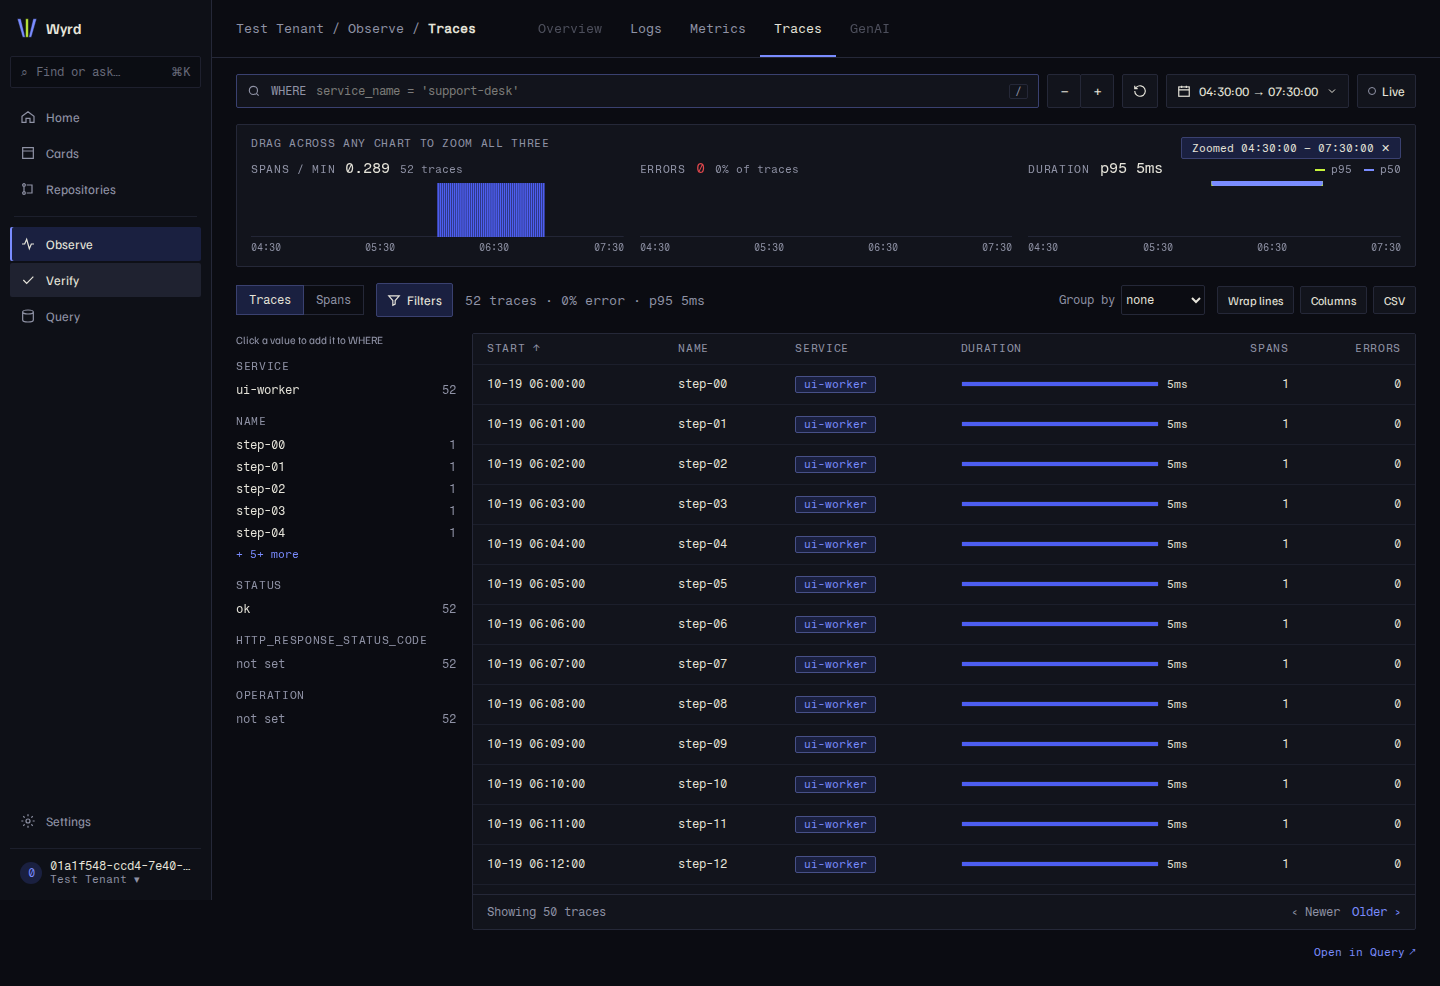 Wyrd
Find or ask… ⌘K
Home
Cards
Repositories
Observe
Verify
Query
Settings
0 01a1f548-ccd4-7e40-…
Test Tenant ▾
Test Tenant / Observe / Traces
Overview Logs Metrics Traces GenAI
WHERE service_name = 'support-desk' /
− + 04:30:00 → 07:30:00 Live
DRAG ACROSS ANY CHART TO ZOOM ALL THREE
Zoomed 04:30:00 – 07:30:00 ×
SPANS / MIN 0.289 52 traces
04:30 05:30 06:30 07:30
ERRORS 0 0% of traces
04:30 05:30 06:30 07:30
DURATION p95 5ms p95 p50
04:30 05:30 06:30 07:30
Traces Spans Filters 52 traces · 0% error · p95 5ms
Group by none Wrap lines Columns CSV
Click a value to add it to WHERE
SERVICE
ui-worker 52
NAME
step-00 1
step-01 1
step-02 1
step-03 1
step-04 1
+ 5+ more
STATUS
ok 52
HTTP_RESPONSE_STATUS_CODE
not set 52
OPERATION
not set 52
START ↑ NAME SERVICE DURATION SPANS ERRORS
10-19 06:00:00 step-00 ui-worker 5ms 1 0
10-19 06:01:00 step-01 ui-worker 5ms 1 0
10-19 06:02:00 step-02 ui-worker 5ms 1 0
10-19 06:03:00 step-03 ui-worker 5ms 1 0
10-19 06:04:00 step-04 ui-worker 5ms 1 0
10-19 06:05:00 step-05 ui-worker 5ms 1 0
10-19 06:06:00 step-06 ui-worker 5ms 1 0
10-19 06:07:00 step-07 ui-worker 5ms 1 0
10-19 06:08:00 step-08 ui-worker 5ms 1 0
10-19 06:09:00 step-09 ui-worker 5ms 1 0
10-19 06:10:00 step-10 ui-worker 5ms 1 0
10-19 06:11:00 step-11 ui-worker 5ms 1 0
10-19 06:12:00 step-12 ui-worker 5ms 1 0
Showing 50 traces ‹ Newer Older ›
Open in Query ↗